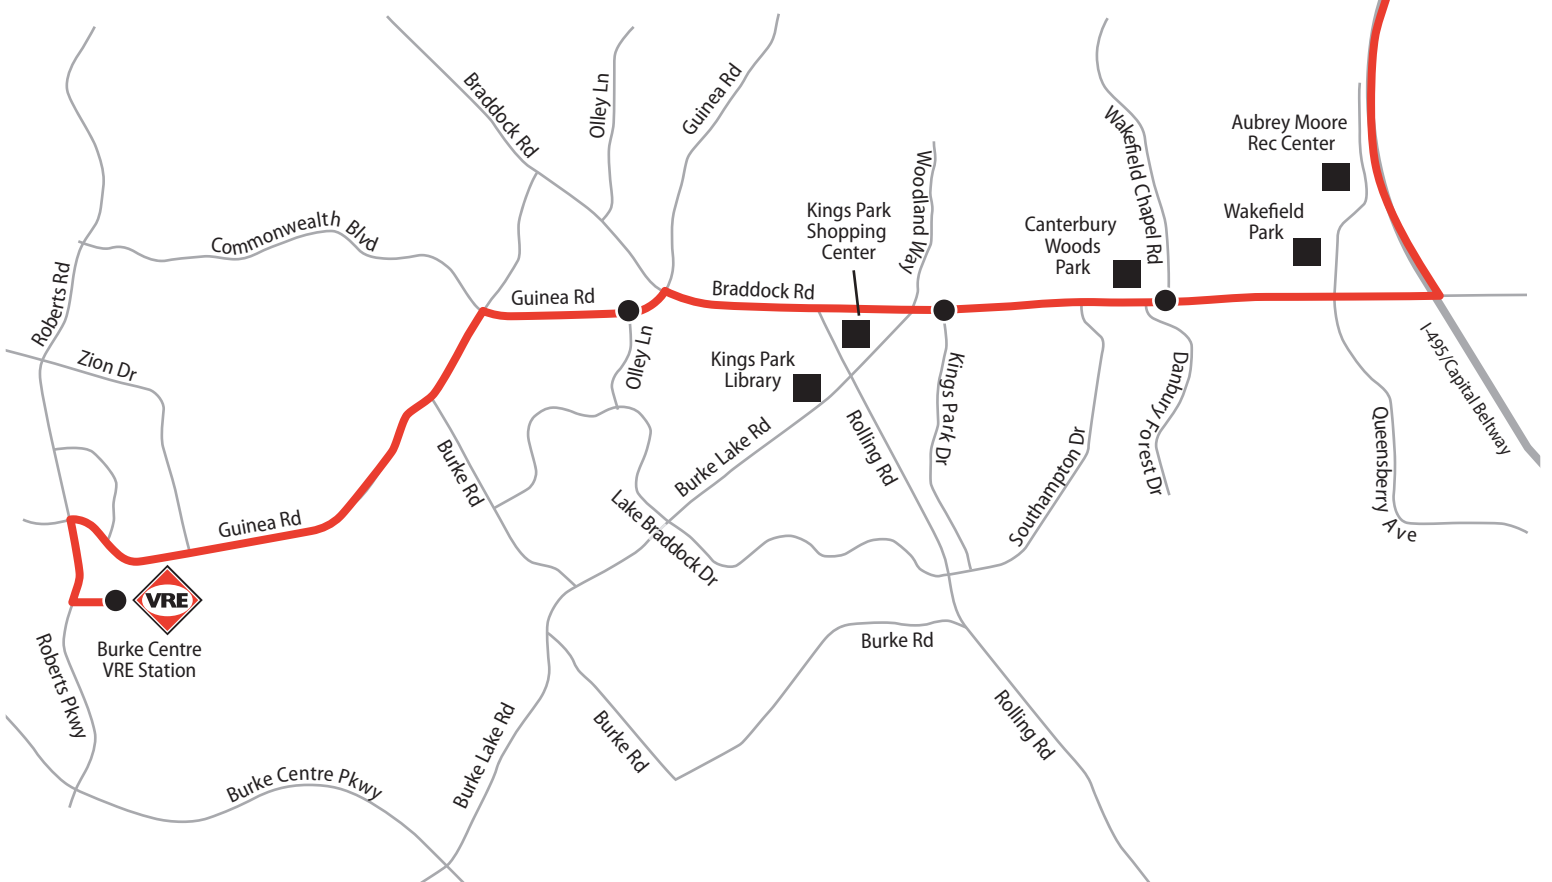 Braddock Rd
Olley Ln
Guinea Rd
Wakefield Chapel Rd
Aubrey Moore
Rec Center
Woodland Way
Kings Park
Shopping
Center
Canterbury
Woods
Park
Wakefield
Park
Commonwealth Blvd
Roberts Rd
Guinea Rd
Braddock Rd
Zion Dr
Olley Ln
Kings Park
Library
Kings Park Dr
Danbury Forest Dr
I-495/Capital Beltway
Burke Rd
Burke Lake Rd
Rolling Rd
Southampton Dr
Queensberry Ave
Guinea Rd
Lake Braddock Dr
VRE
Burke Centre
VRE Station
Roberts Pkwy
Burke Rd
Burke Lake Rd
Burke Rd
Rolling Rd
Burke Centre Pkwy